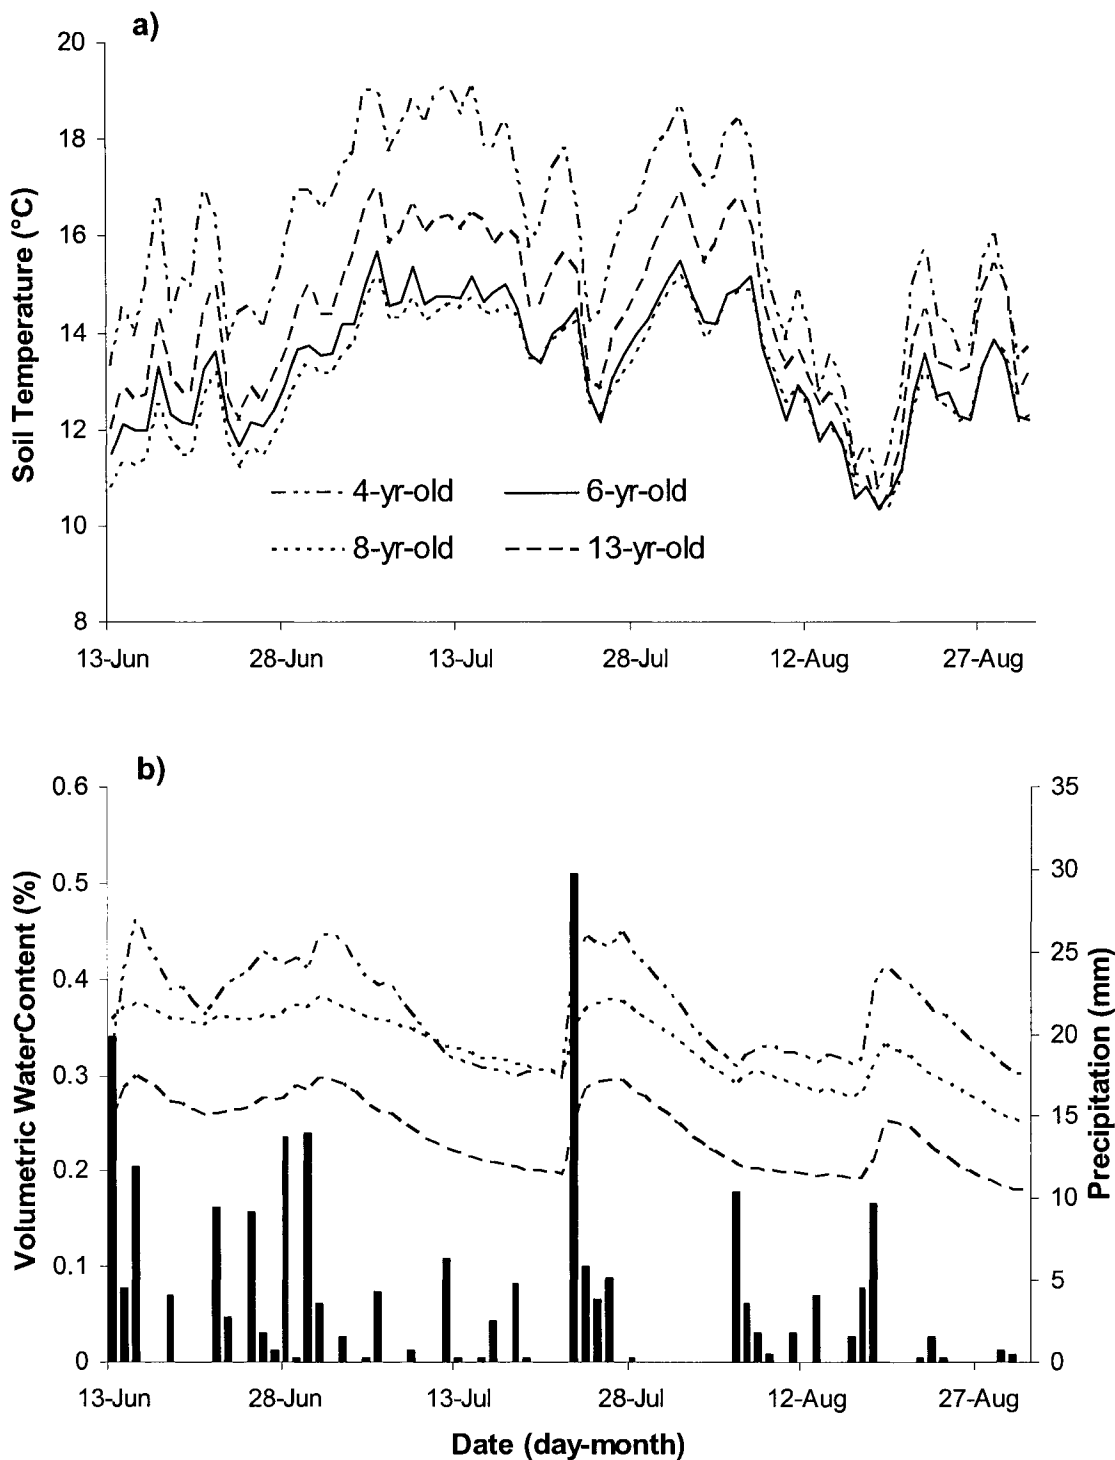 a)
20
18
16
14
12
10
8
Soil Temperature (°C)
4-yr-old
6-yr-old
8-yr-old
13-yr-old
13-Jun
28-Jun
13-Jul
28-Jul
12-Aug
27-Aug
b)
0.6
0.5
0.4
0.3
0.2
0.1
0
Volumetric WaterContent (%)
35
30
25
20
15
10
5
0
Precipitation (mm)
13-Jun
28-Jun
13-Jul
28-Jul
12-Aug
27-Aug
Date (day-month)